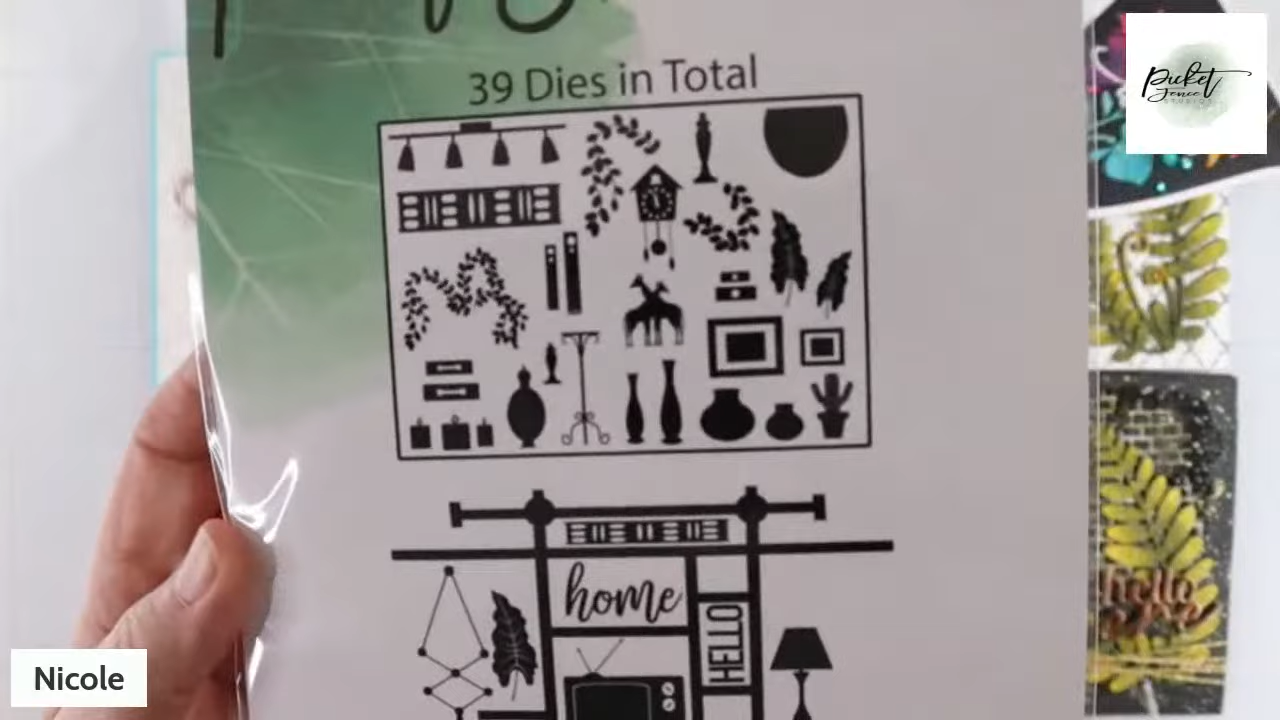 39 Dies in Total
Picket
Fence
STUDIOS
home
HELLO
hello
Nicole